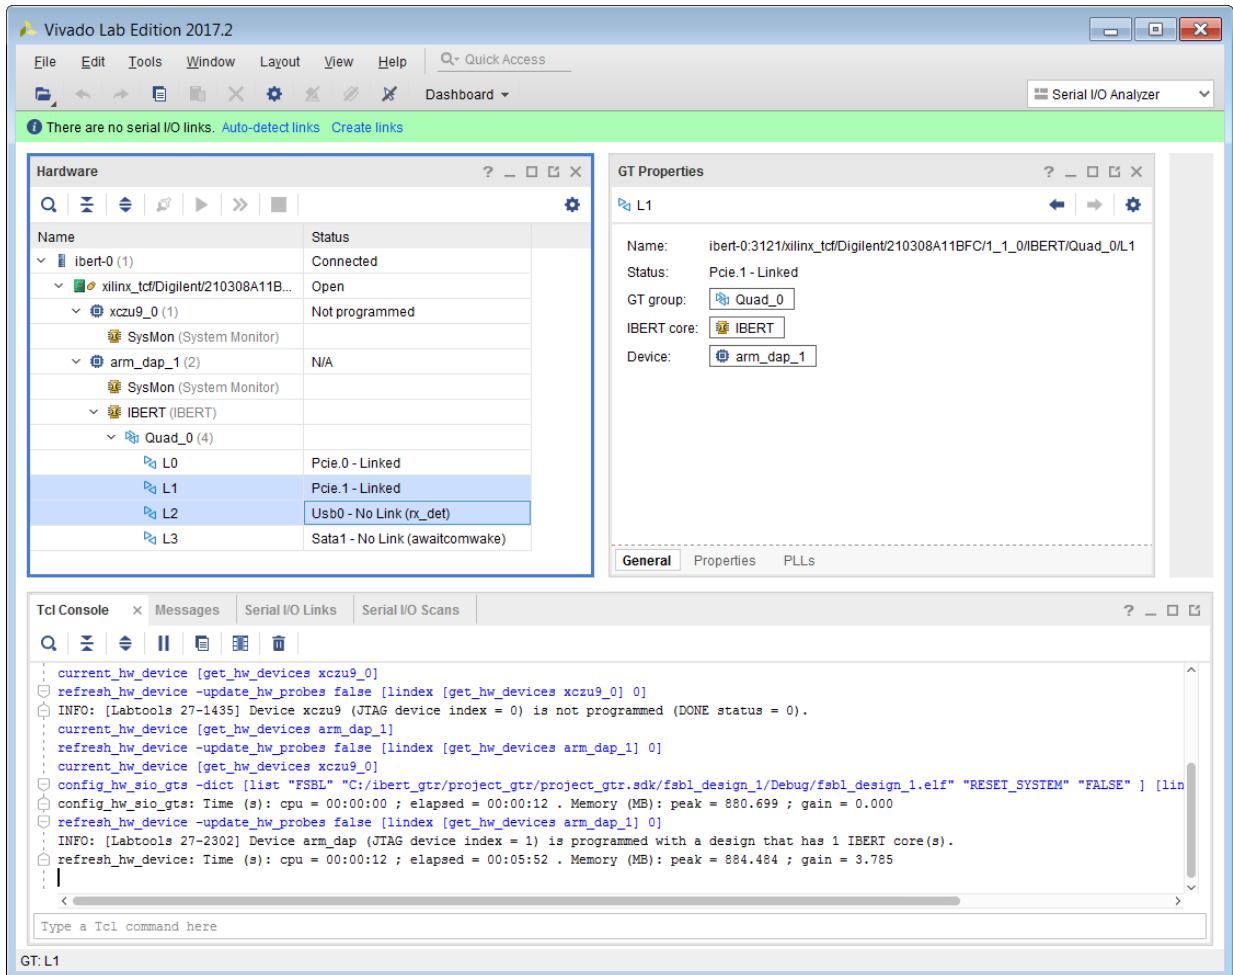 Vivado Lab Edition 2017.2
File Edit Tools Window Layout View Help Quick Access
Dashboard Serial I/O Analyzer
There are no serial I/O links. Auto-detect links Create links
Hardware
Name Status
ibert-0 (1) Connected
xilinx_tcf/Digilent/210308A11B... Open
xczu9_0 (1) Not programmed
SysMon (System Monitor)
arm_dap_1 (2) N/A
SysMon (System Monitor)
IBERT (IBERT)
Quad_0 (4)
L0 Pcie.0 - Linked
L1 Pcie.1 - Linked
L2 Usb0 - No Link (rx_det)
L3 Sata1 - No Link (awaitcomwake)
GT Properties
L1
Name: ibert-0:3121/xilinx_tcf/Digilent/210308A11BFC/1_1_0/IBERT/Quad_0/L1
Status: Pcie.1 - Linked
GT group: Quad_0
IBERT core: IBERT
Device: arm_dap_1
General Properties PLLs
Tcl Console Messages Serial I/O Links Serial I/O Scans
current_hw_device [get_hw_devices xczu9_0]
refresh_hw_device -update_hw_probes false [lindex [get_hw_devices xczu9_0] 0]
INFO: [Labtools 27-1435] Device xczu9 (JTAG device index = 0) is not programmed (DONE status = 0).
current_hw_device [get_hw_devices arm_dap_1]
refresh_hw_device -update_hw_probes false [lindex [get_hw_devices arm_dap_1] 0]
current_hw_device [get_hw_devices xczu9_0]
config_hw_sio_gts -dict [list "FSBL" "C:/ibert_gtr/project_gtr/project_gtr.sdk/fsbl_design_1/Debug/fsbl_design_1.elf" "RESET_SYSTEM" "FALSE" ] [lin
config_hw_sio_gts: Time (s): cpu = 00:00:00 ; elapsed = 00:00:12 . Memory (MB): peak = 880.699 ; gain = 0.000
refresh_hw_device -update_hw_probes false [lindex [get_hw_devices arm_dap_1] 0]
INFO: [Labtools 27-2302] Device arm_dap (JTAG device index = 1) is programmed with a design that has 1 IBERT core(s).
refresh_hw_device: Time (s): cpu = 00:00:12 ; elapsed = 00:05:52 . Memory (MB): peak = 884.484 ; gain = 3.785
Type a Tcl command here
GT: L1